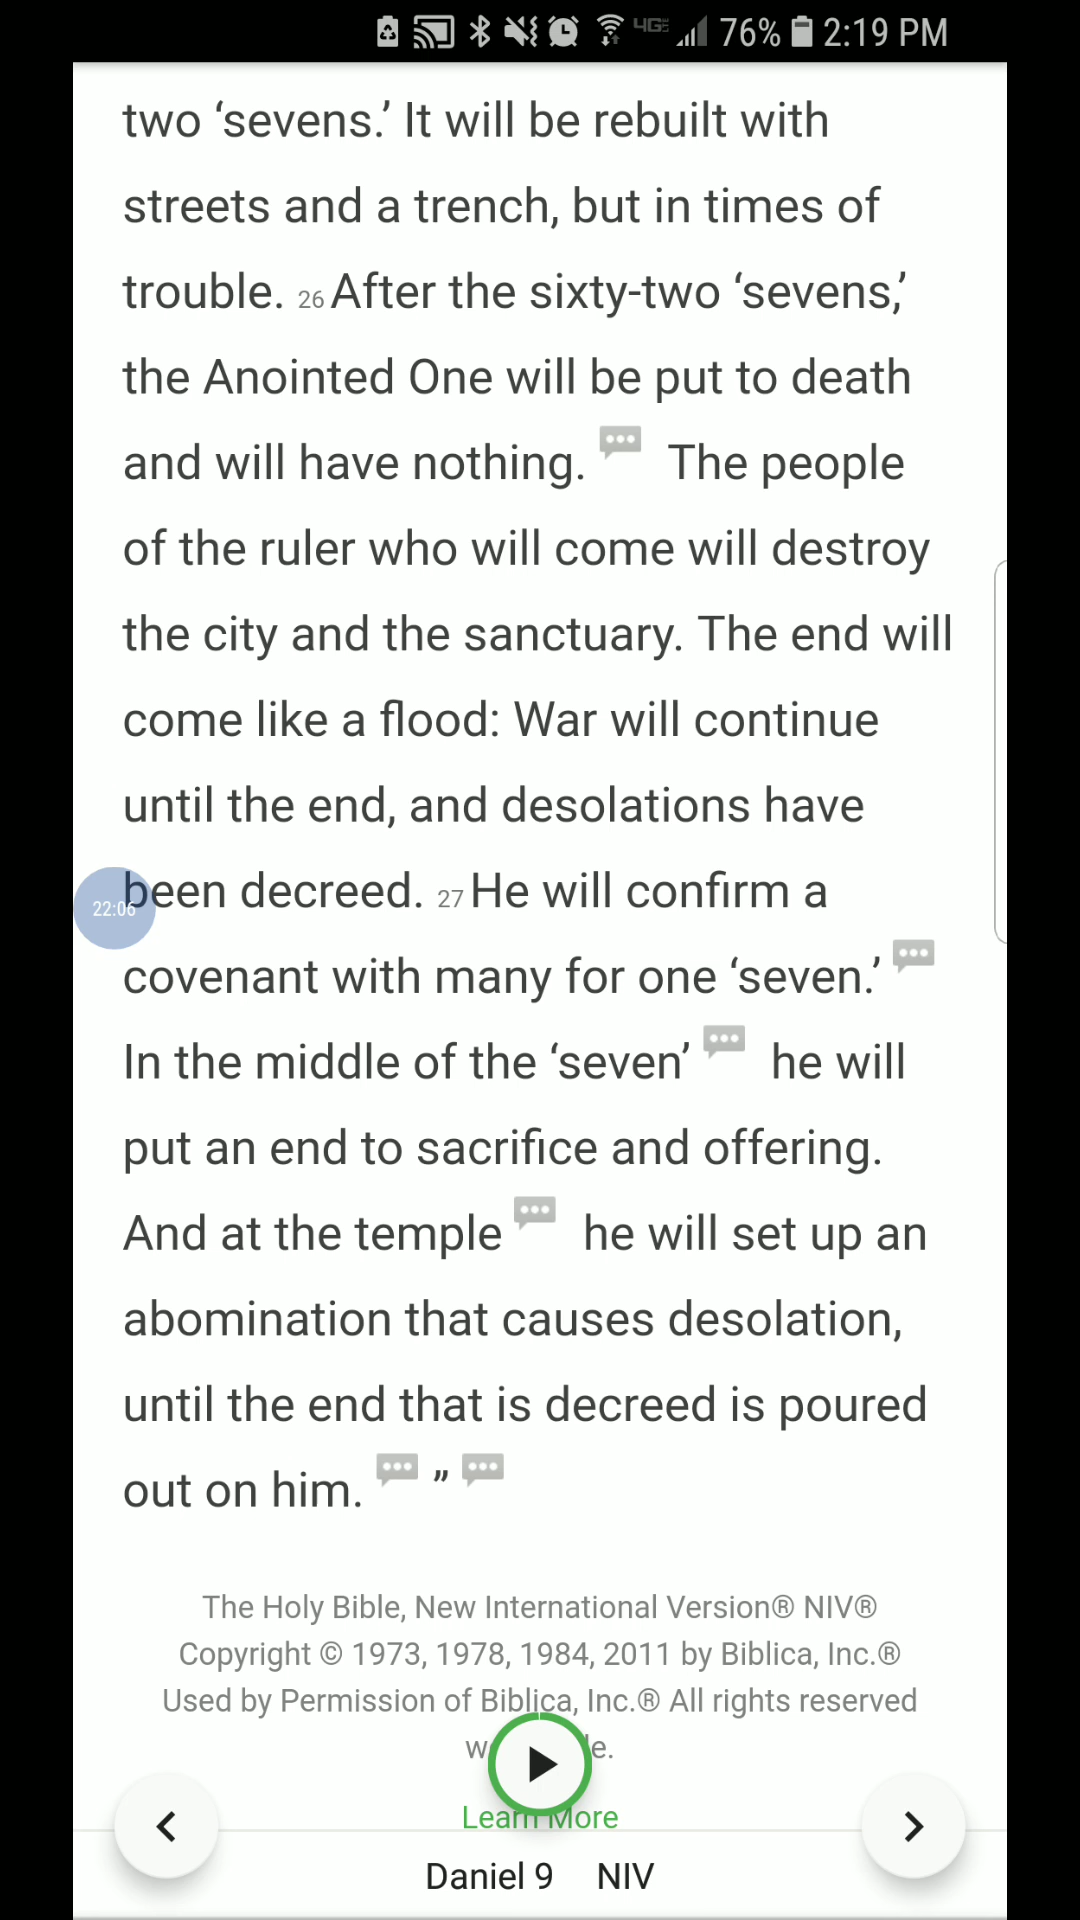 4GE 76% 2:19 PM
two ‘sevens.’ It will be rebuilt with
streets and a trench, but in times of
trouble. 26 After the sixty-two ‘sevens,’
the Anointed One will be put to death
and will have nothing. The people
of the ruler who will come will destroy
the city and the sanctuary. The end will
come like a flood: War will continue
until the end, and desolations have
been decreed. 27 He will confirm a
22:06
covenant with many for one ‘seven.’
In the middle of the ‘seven’ he will
put an end to sacrifice and offering.
And at the temple he will set up an
abomination that causes desolation,
until the end that is decreed is poured
out on him. ”
The Holy Bible, New International Version® NIV®
Copyright © 1973, 1978, 1984, 2011 by Biblica, Inc.®
Used by Permission of Biblica, Inc.® All rights reserved
Learn More
Daniel 9 NIV